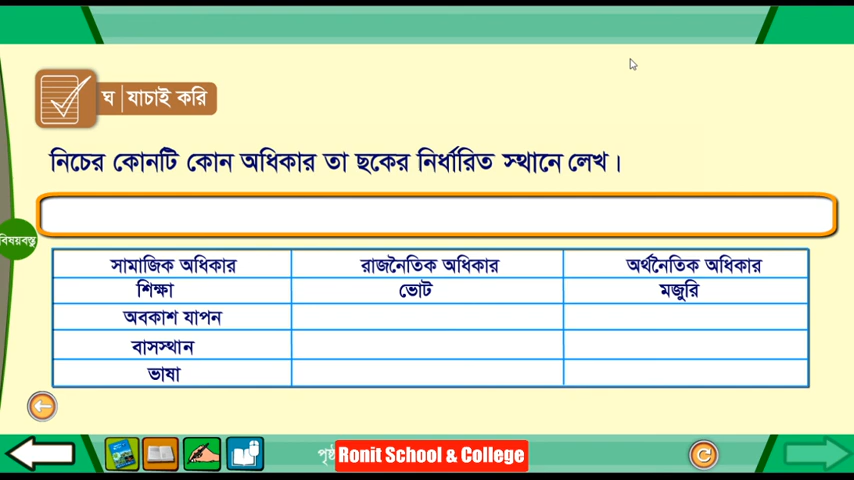 ঘ যাচাই করি
নিচের কোনটি কোন অধিকার তা ছকের নির্ধারিত স্থানে লেখ।
বিষয়বস্তু
সামাজিক অধিকার রাজনৈতিক অধিকার অর্থনৈতিক অধিকার
শিক্ষা ভোট মজুরি
অবকাশ যাপন
বাসস্থান
ভাষা
Ronit School & College